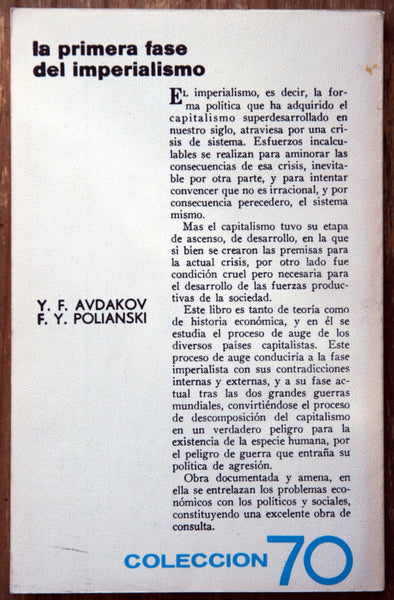 la primera fase
del imperialismo
EL imperialismo, es decir, la for-
ma política que ha adquirido el
capitalismo superdesarrollado en
nuestro siglo, atraviesa por una cri-
sis de sistema. Esfuerzos incalcu-
lables se realizan para aminorar las
consecuencias de esa crisis, inevita-
ble por otra parte, y para intentar
convencer que no es irracional, y por
consecuencia perecedero, el sistema
mismo.
Mas el capitalismo tuvo su etapa
de ascenso, de desarrollo, en la que
si bien se crearon las premisas para
la actual crisis, por otro lado fue
condición cruel pero necesaria para
el desarrollo de las fuerzas produc-
tivas de la sociedad.
Este libro es tanto de teoría como
de historia económica, y en él se
estudia el proceso de auge de los
diversos países capitalistas. Este
proceso de auge conduciría a la fase
imperialista con sus contradicciones
internas y externas, y a su fase ac-
tual tras las dos grandes guerras
mundiales, convirtiéndose el proceso
de descomposición del capitalismo
en un verdadero peligro para la
existencia de la especie humana, por
el peligro de guerra que entraña su
política de agresión.
Obra documentada y amena, en
ella se entrelazan los problemas eco-
nómicos con los políticos y sociales,
constituyendo una excelente obra de
consulta.
Y. F. AVDAKOV
F. Y. POLIANSKI
COLECCION 70